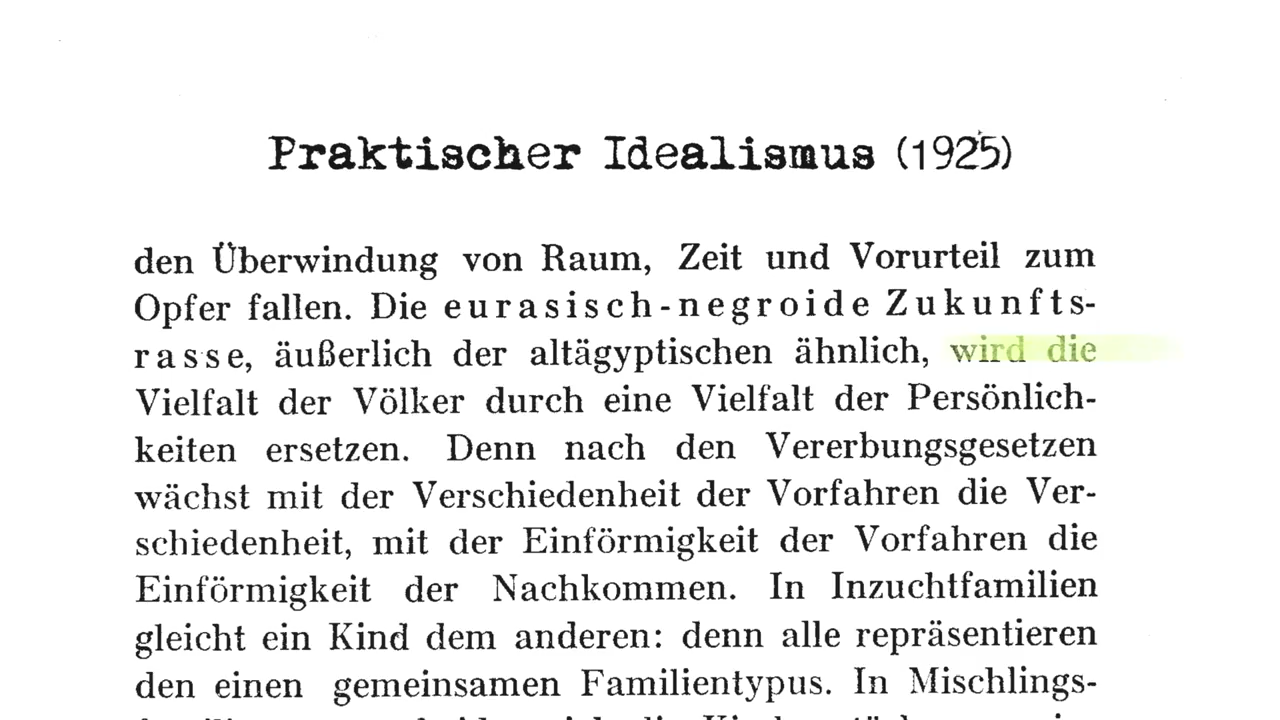 Praktischer Idealismus (1925)
den Überwindung von Raum, Zeit und Vorurteil zum
Opfer fallen. Die eurasisch-negroide Zukunfts-
rasse, äußerlich der altägyptischen ähnlich, wird die
Vielfalt der Völker durch eine Vielfalt der Persönlich-
keiten ersetzen. Denn nach den Vererbungsgesetzen
wächst mit der Verschiedenheit der Vorfahren die Ver-
schiedenheit, mit der Einförmigkeit der Vorfahren die
Einförmigkeit der Nachkommen. In Inzuchtfamilien
gleicht ein Kind dem anderen: denn alle repräsentieren
den einen gemeinsamen Familientypus. In Mischlings-